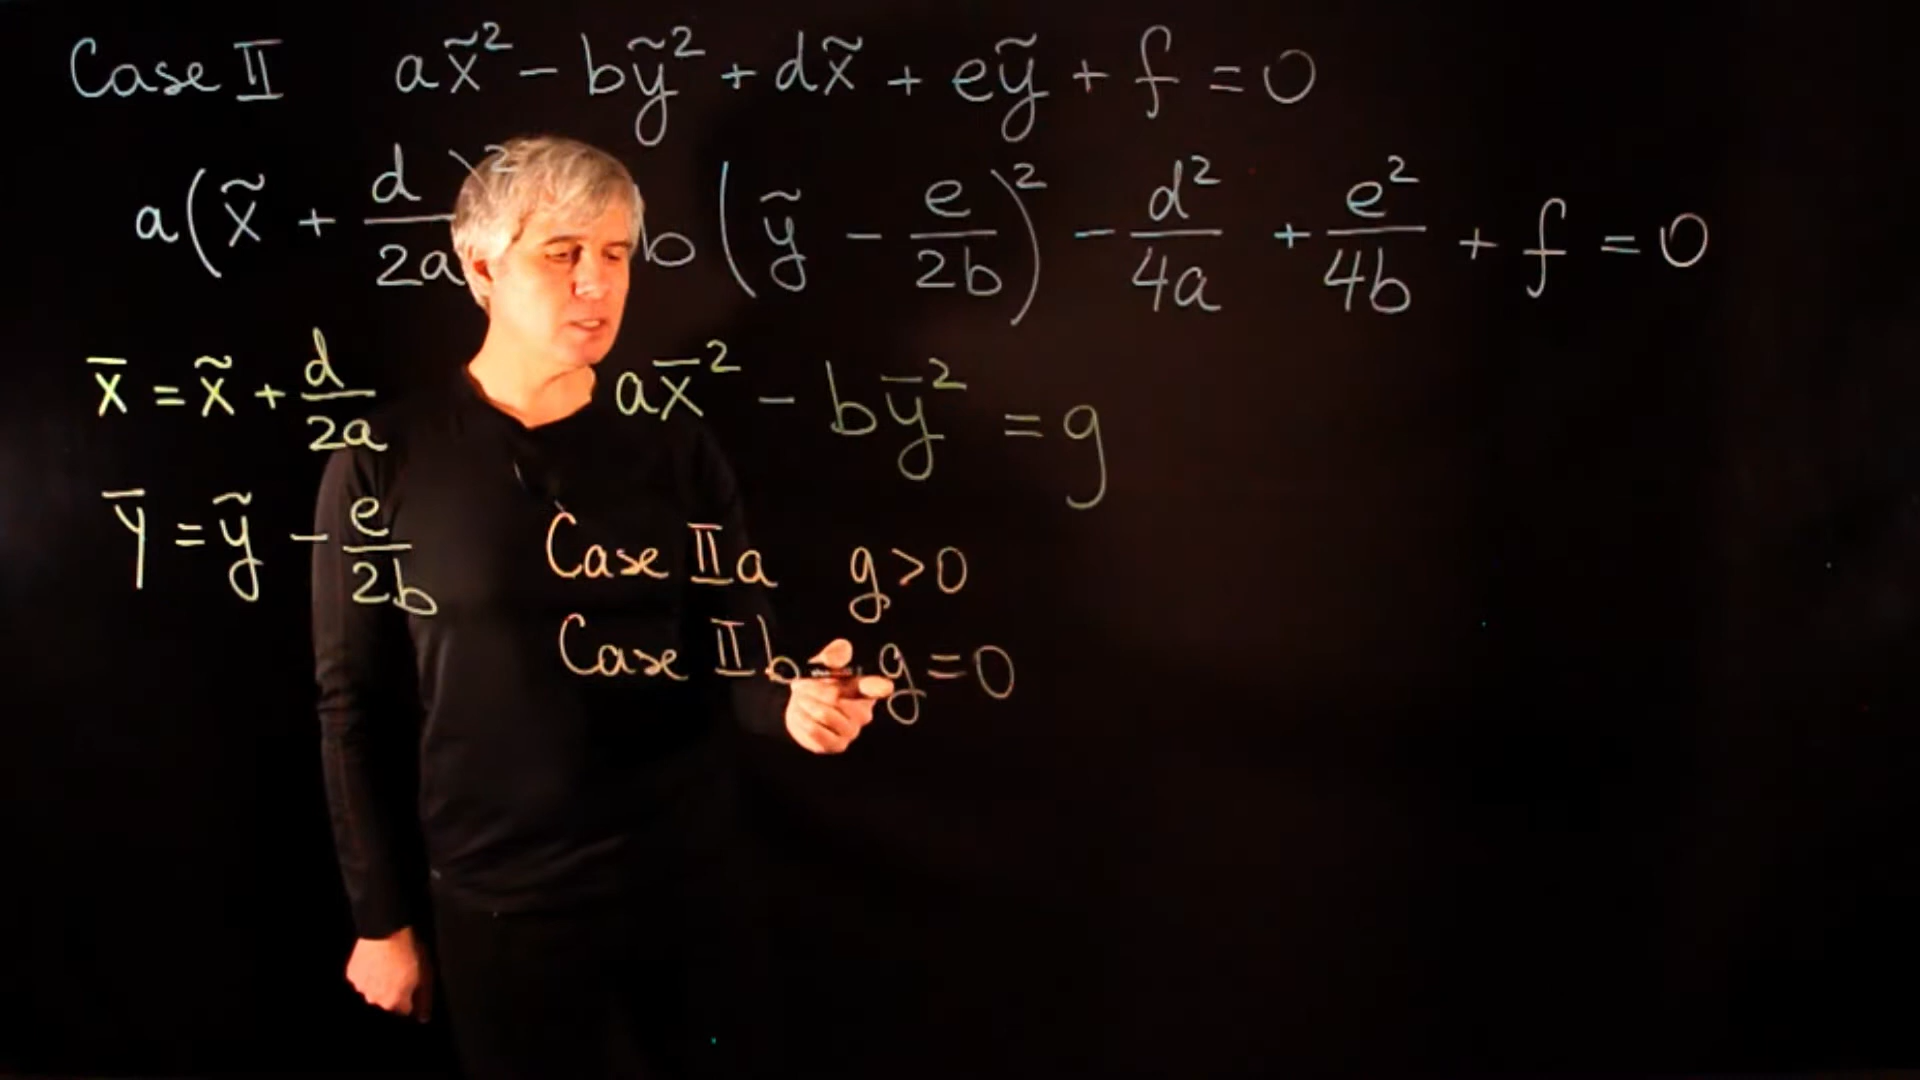 Case II   ax̃² − bỹ² + dx̃ + eỹ + f = 0
a(x̃ + d/2a)² b(ỹ − e/2b)² − d²/4a + e²/4b + f = 0
x̄ = x̃ + d/2a   ax̄² − bȳ² = g
ȳ = ỹ − e/2b
Case IIa   g > 0
Case IIb   g = 0